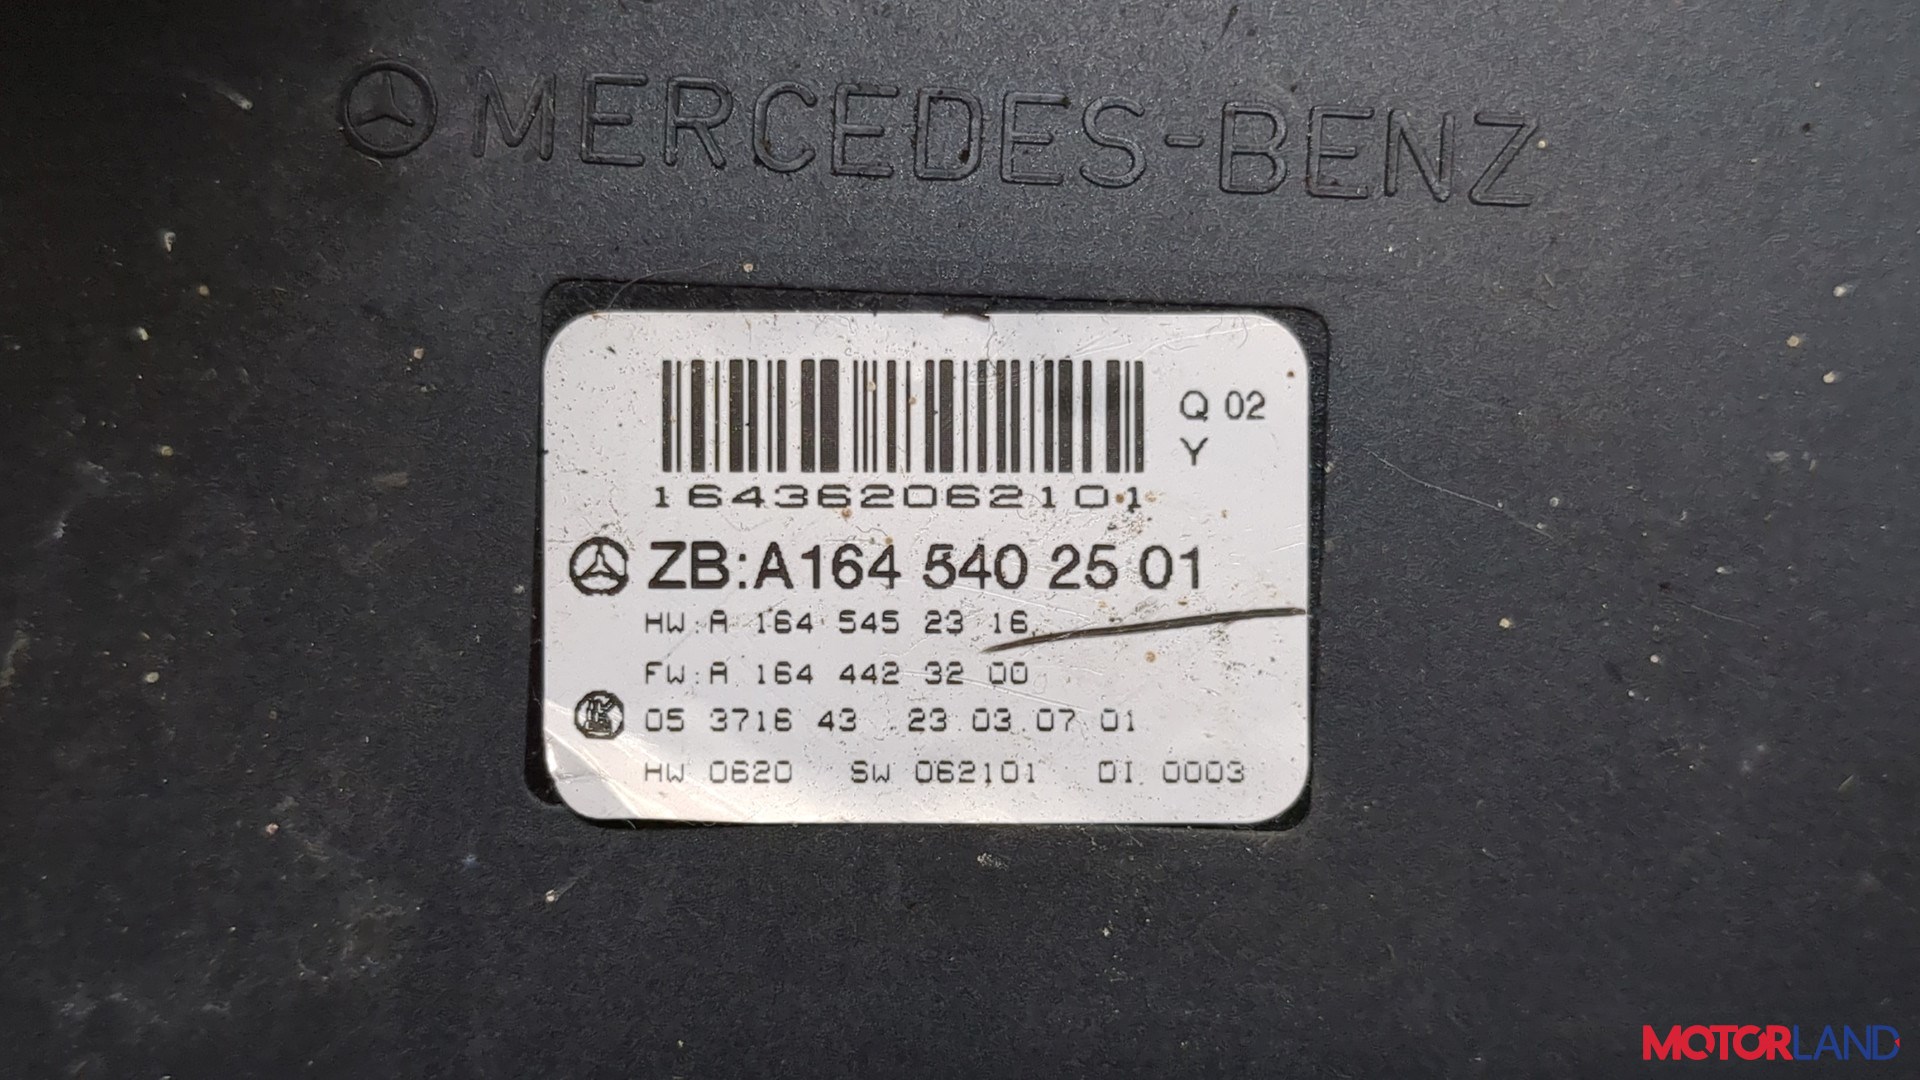 MERCEDES-BENZ
Q 02
Y
164362062101
ZB:A164 540 25 01
HW:A 164 545 23 16
FW:A 164 442 32 00
05 3716 43 23 03 07 01
HW 0620 SW 062101 DI 0003
MOTORLAND